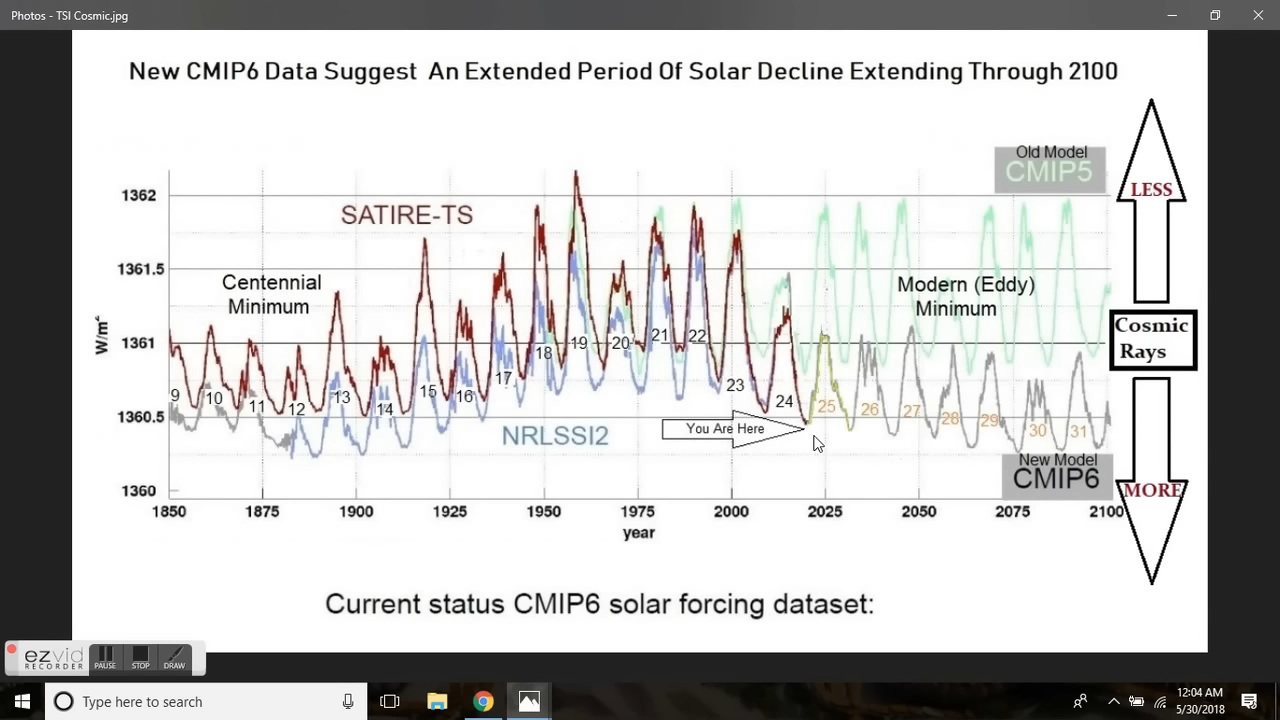 Photos - TSI Cosmic.jpg
New CMIP6 Data Suggest An Extended Period Of Solar Decline Extending Through 2100
Old Model
CMIP5
LESS
1362
SATIRE-TS
1361.5
Centennial
Minimum
Modern (Eddy)
Minimum
Cosmic
Rays
W/m²
1361
18
19
20
21
22
17
23
24
9
10
11
12
13
14
15
16
25
26
27
28
29
30
31
1360.5
You Are Here
NRLSSI2
New Model
CMIP6
MORE
1360
1850 1875 1900 1925 1950 1975 2000 2025 2050 2075 2100
year
Current status CMIP6 solar forcing dataset:
ezvid
RECORDER
PAUSE STOP DRAW
Type here to search
12:04 AM
5/30/2018